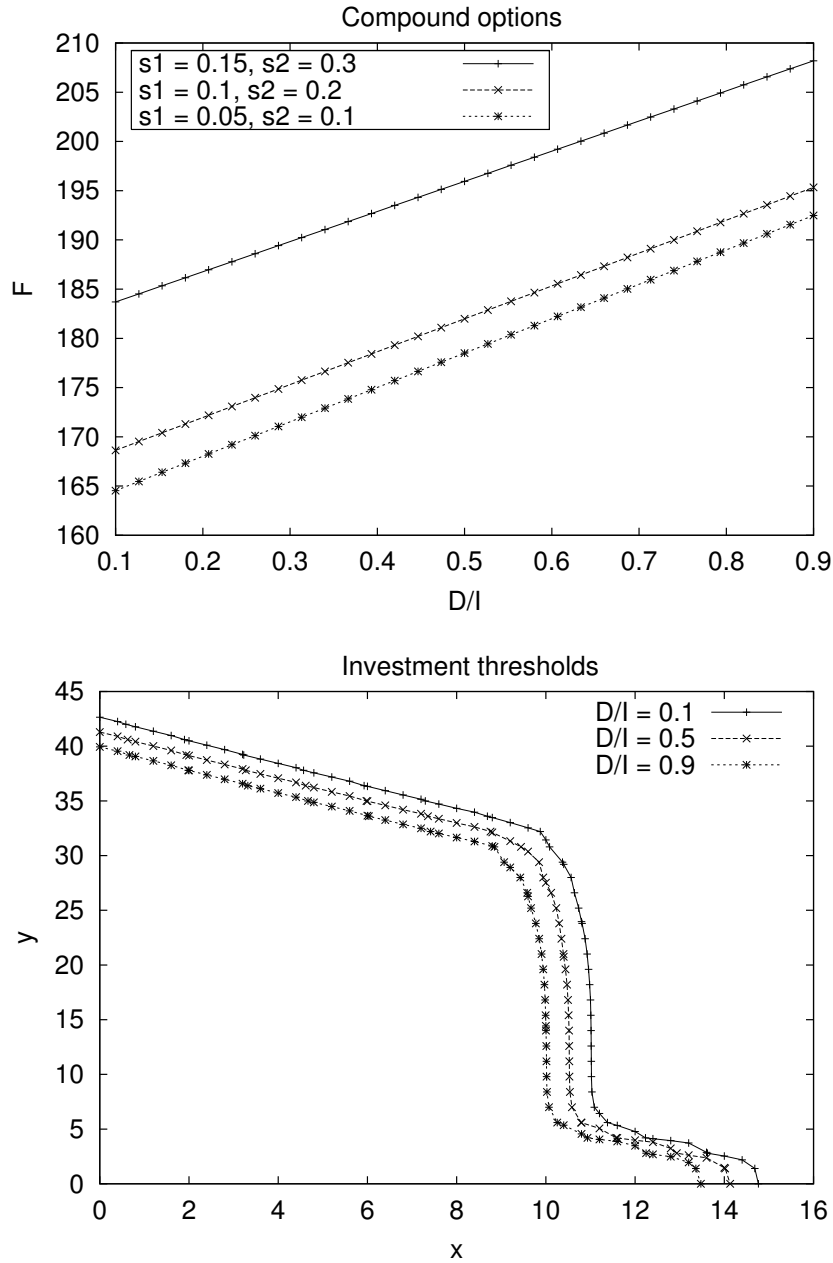 Compound options
210
205
200
195
190
185
180
175
170
165
160
F
s1 = 0.15, s2 = 0.3
s1 = 0.1, s2 = 0.2
s1 = 0.05, s2 = 0.1
0.1 0.2 0.3 0.4 0.5 0.6 0.7 0.8 0.9
D/I
Investment thresholds
45
40
35
30
25
20
15
10
5
0
y
D/I = 0.1
D/I = 0.5
D/I = 0.9
0 2 4 6 8 10 12 14 16
x